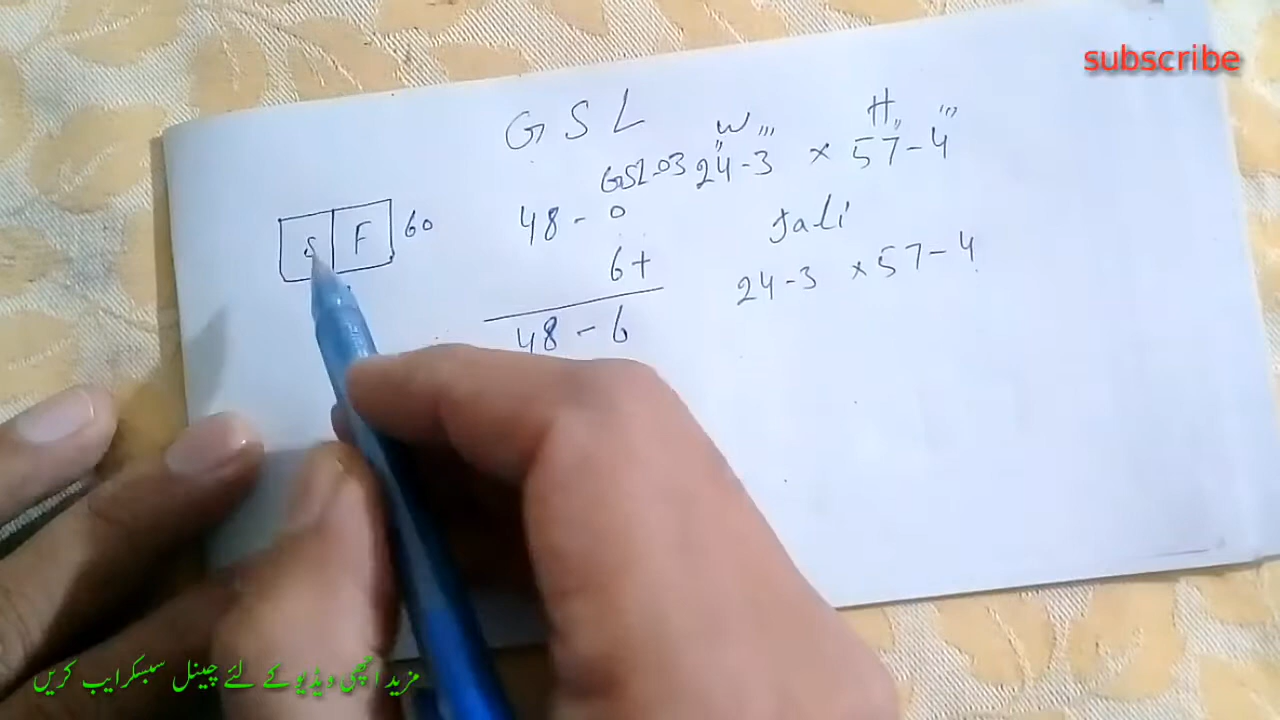 subscribe
G S L
W ,,, H ,, ,,,
GSL-03 24-3 × 57-4
S F 60
48 - 0
6+
48 - 6
Jali
24-3 × 57-4
مزید اچھی ویڈیو کے لئے چینل سبسکرایب کریں